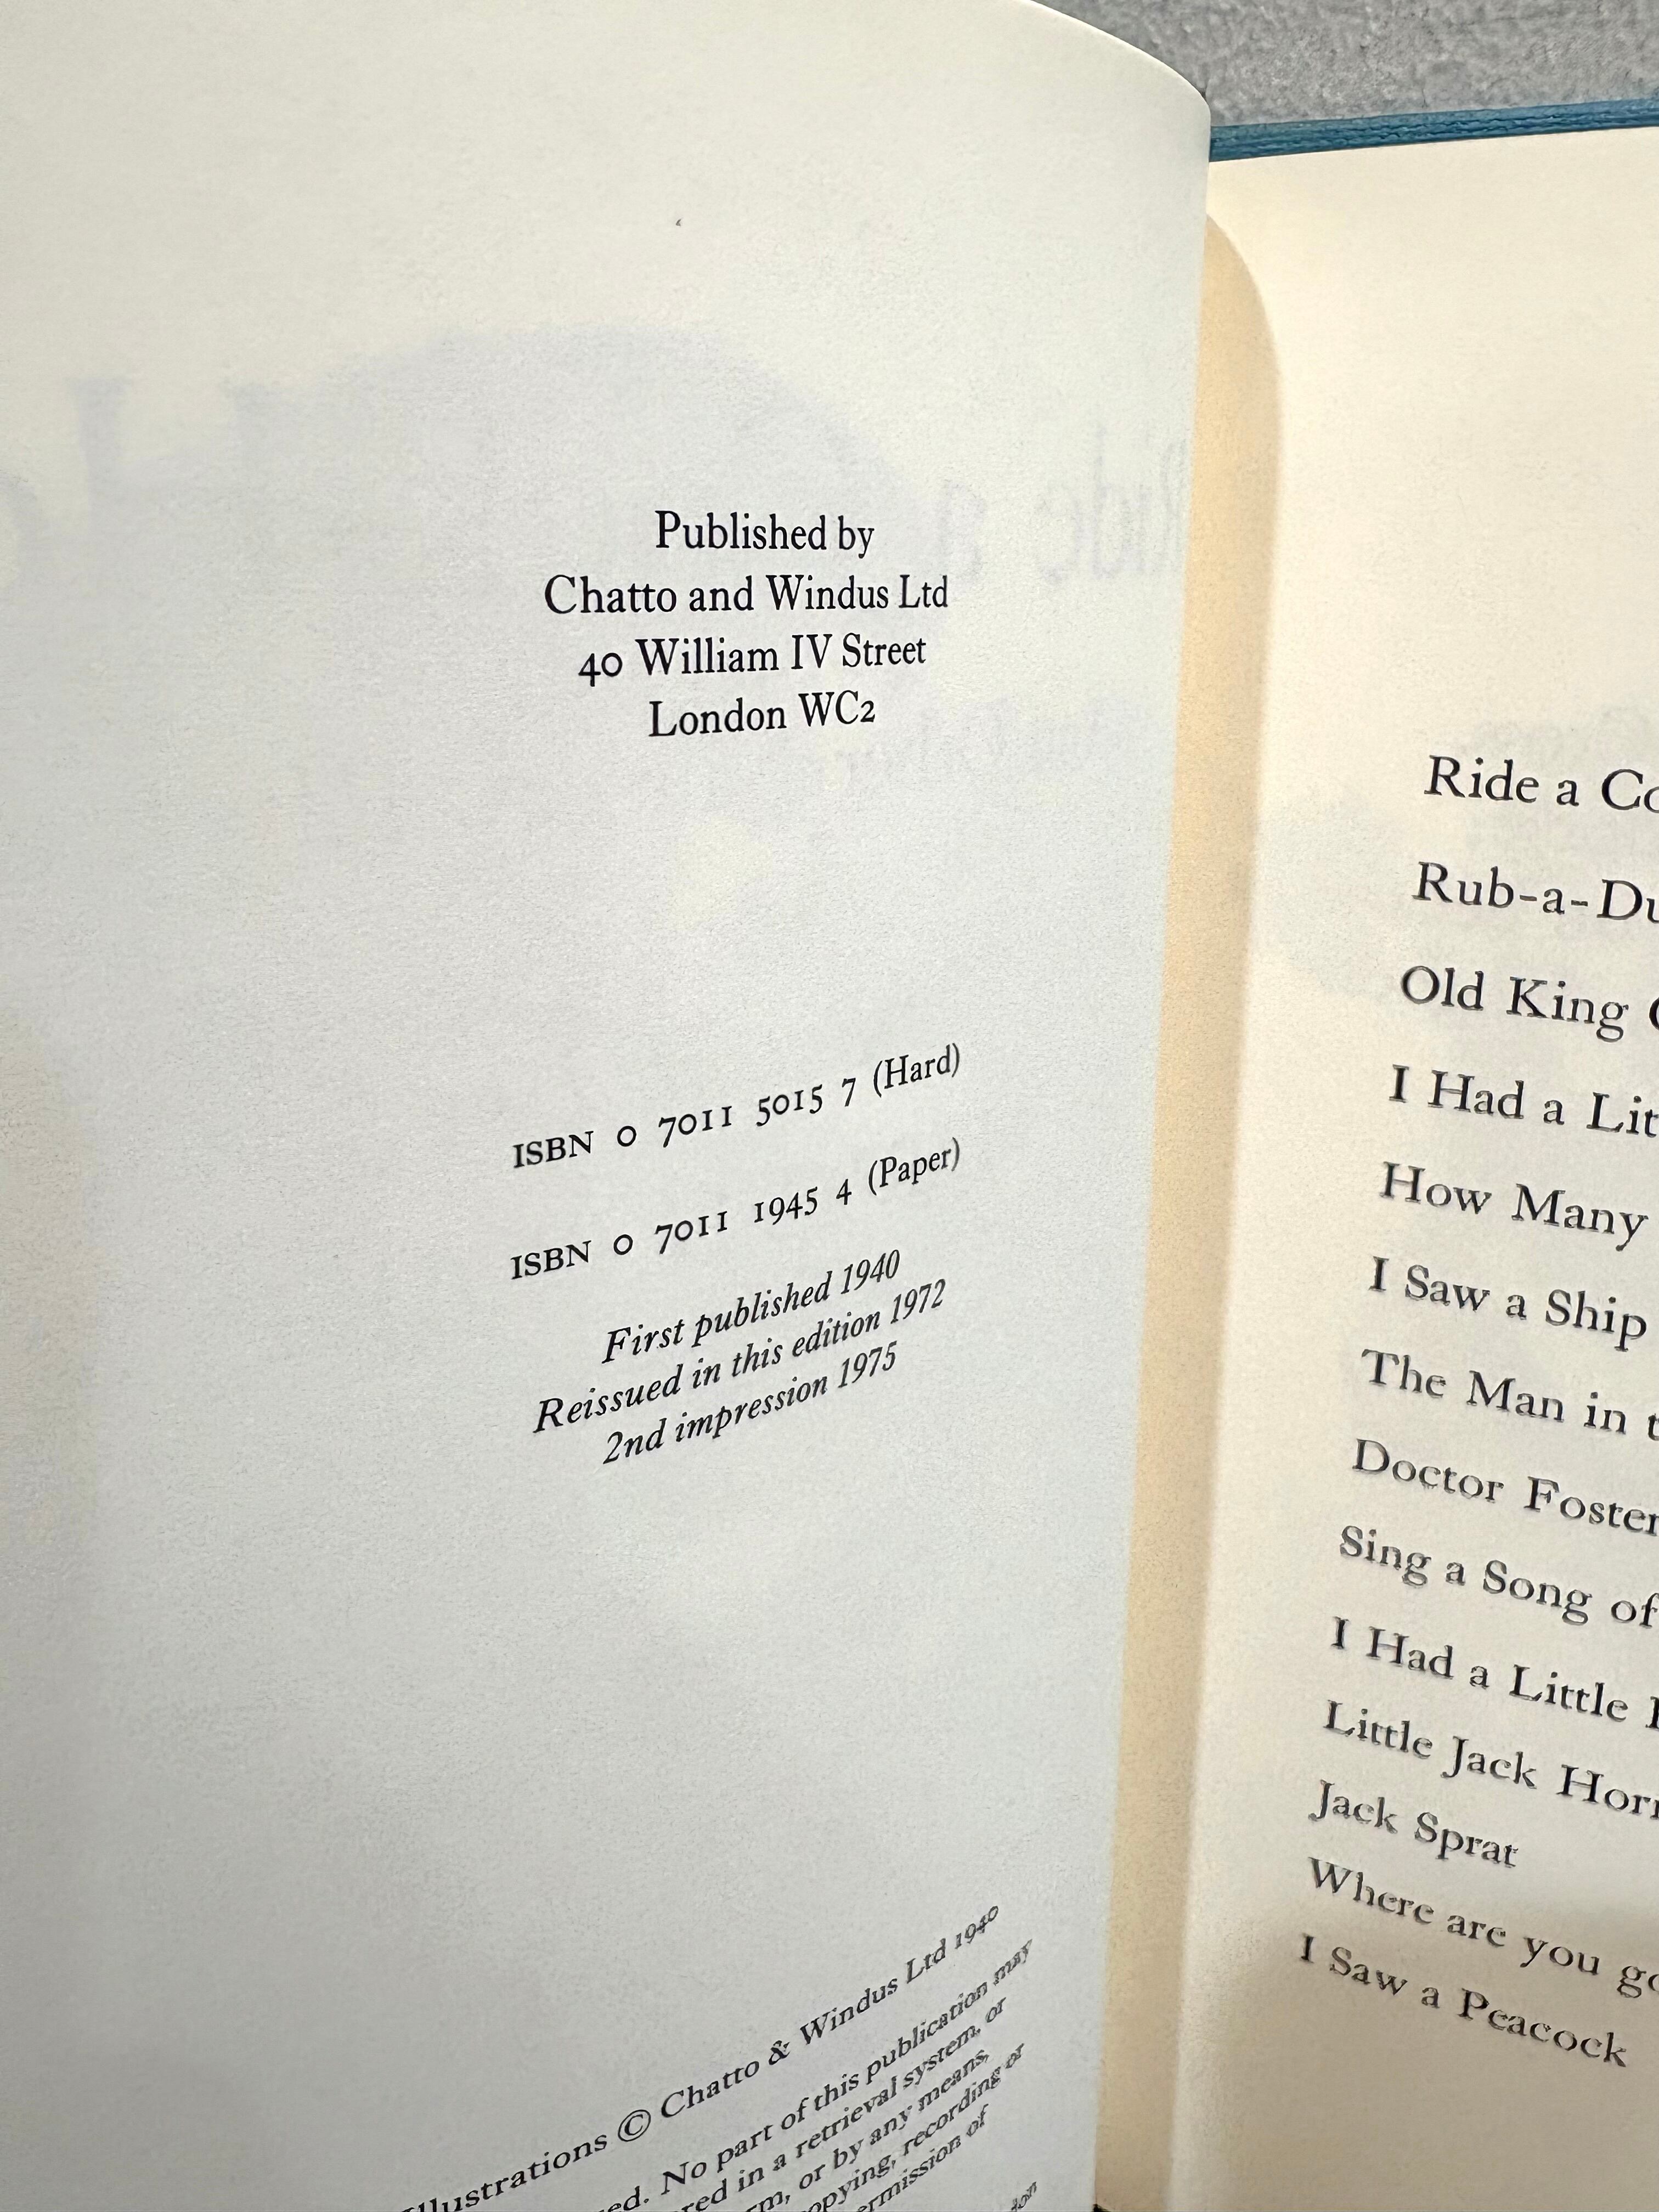 Published by
Chatto and Windus Ltd
40 William IV Street
London WC2
ISBN 0 7011 5015 7 (Hard)
ISBN 0 7011 1945 4 (Paper)
First published 1940
Reissued in this edition 1972
2nd impression 1975
Illustrations © Chatto & Windus Ltd 1940
No part of this publication may
in a retrieval system, or
or by any means,
recording or
of
Ride a
Rub-a-
Old King
I Had a
How Many
I Saw a Ship
The Man in
Doctor Foster
Sing a Song of
I Had a Little
Little Jack
Jack Sprat
Where are you
I Saw a Peacock